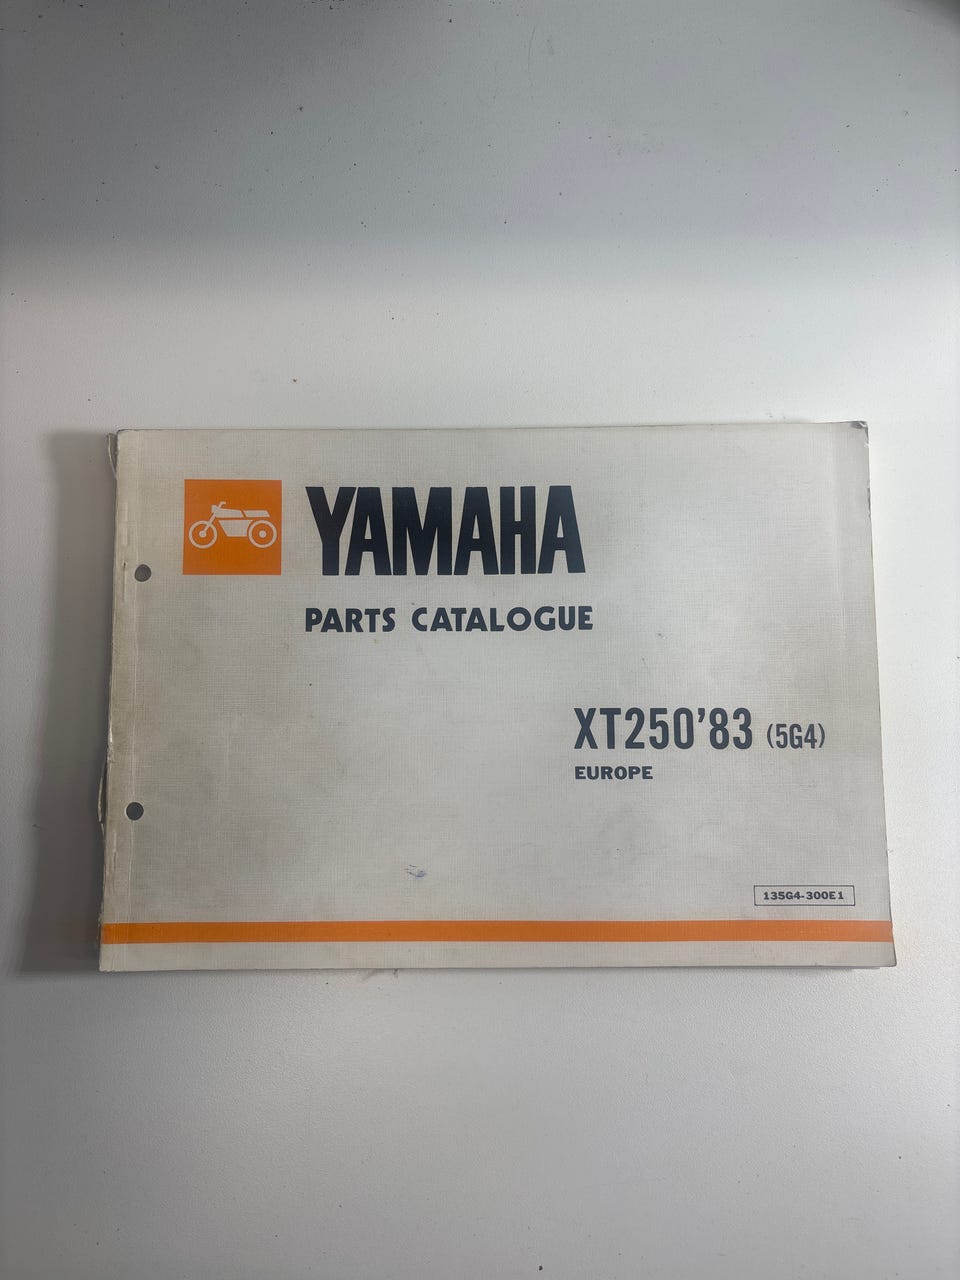 YAMAHA
PARTS CATALOGUE
XT250'83 (5G4)
EUROPE
135G4-300E1